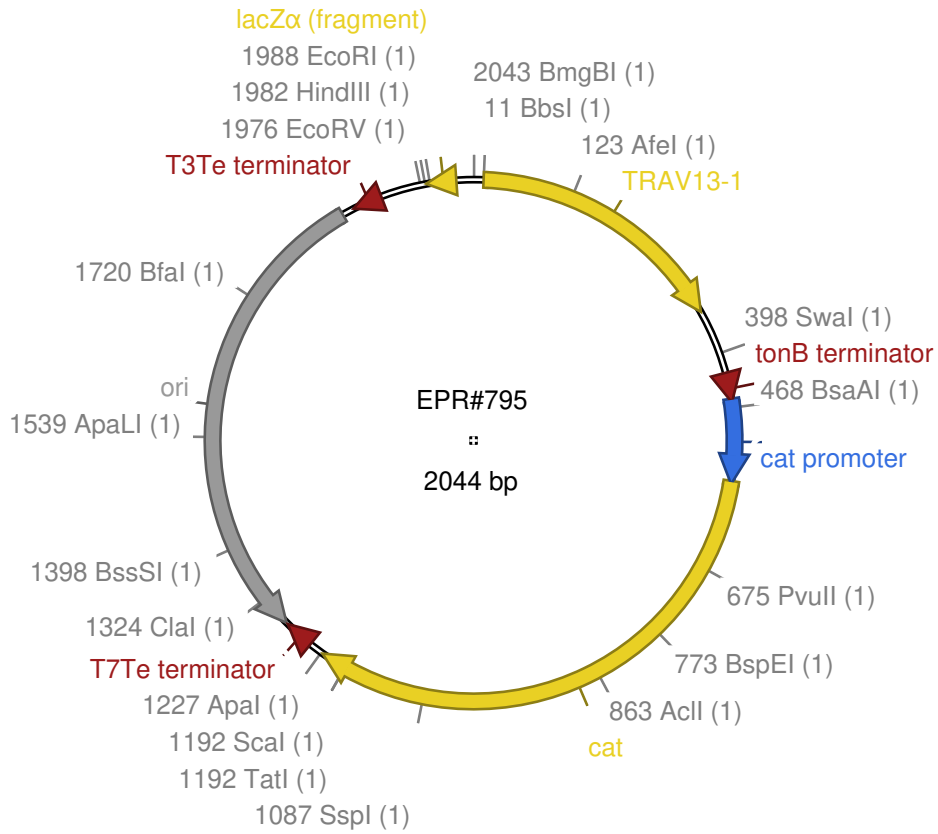 lacZα (fragment)
1988 EcoRI (1)
1982 HindIII (1)
1976 EcoRV (1)
T3Te terminator
2043 BmgBI (1)
11 BbsI (1)
123 AfeI (1)
TRAV13-1
1720 BfaI (1)
398 SwaI (1)
tonB terminator
468 BsaAI (1)
ori
1539 ApaLI (1)
EPR#795
2044 bp
cat promoter
1398 BssSI (1)
1324 ClaI (1)
T7Te terminator
1227 ApaI (1)
1192 ScaI (1)
1192 TatI (1)
1087 SspI (1)
675 PvuII (1)
773 BspEI (1)
863 AclI (1)
cat